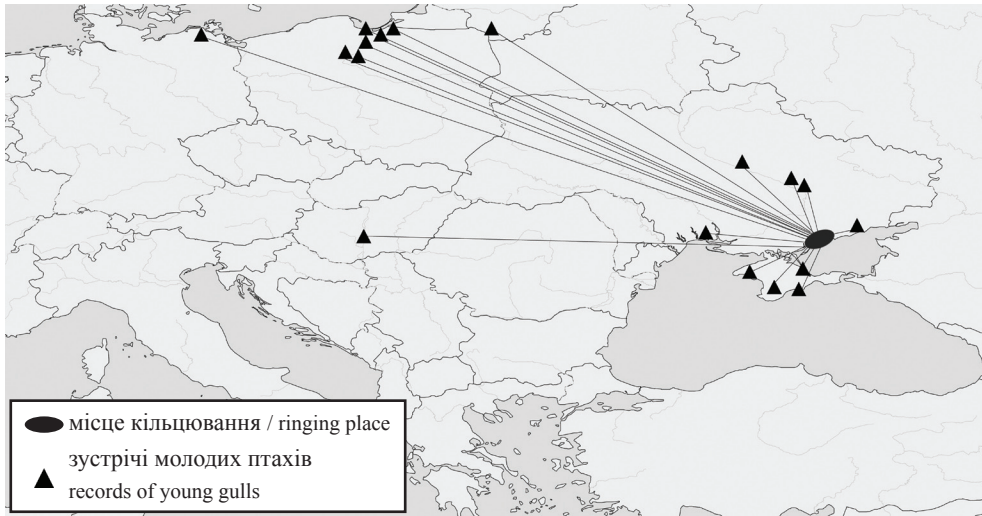 місце кільцювання / ringing place
зустрічі молодих птахів
records of young gulls